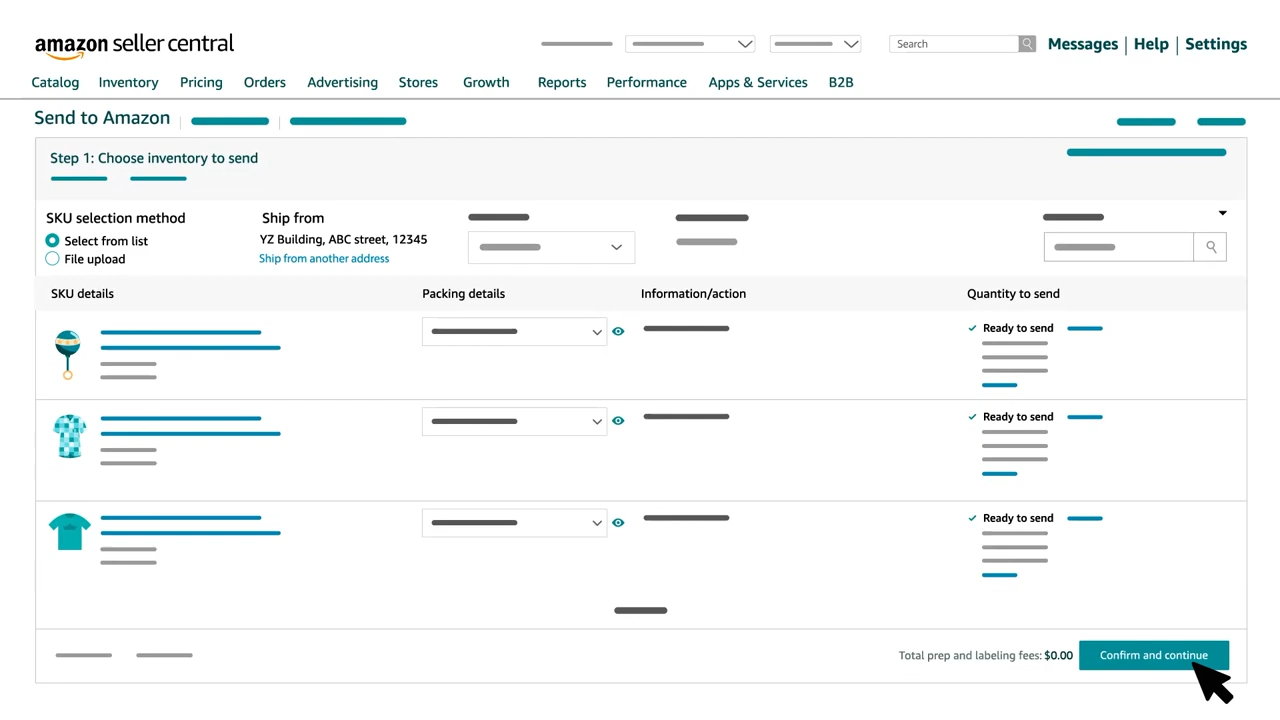 amazon seller central
Search
Messages | Help | Settings
Catalog Inventory Pricing Orders Advertising Stores Growth Reports Performance Apps & Services B2B
Send to Amazon
Step 1: Choose inventory to send
SKU selection method
Select from list
File upload
Ship from
YZ Building, ABC street, 12345
Ship from another address
SKU details Packing details Information/action Quantity to send
Ready to send
Ready to send
Ready to send
Total prep and labeling fees: $0.00 Confirm and continue